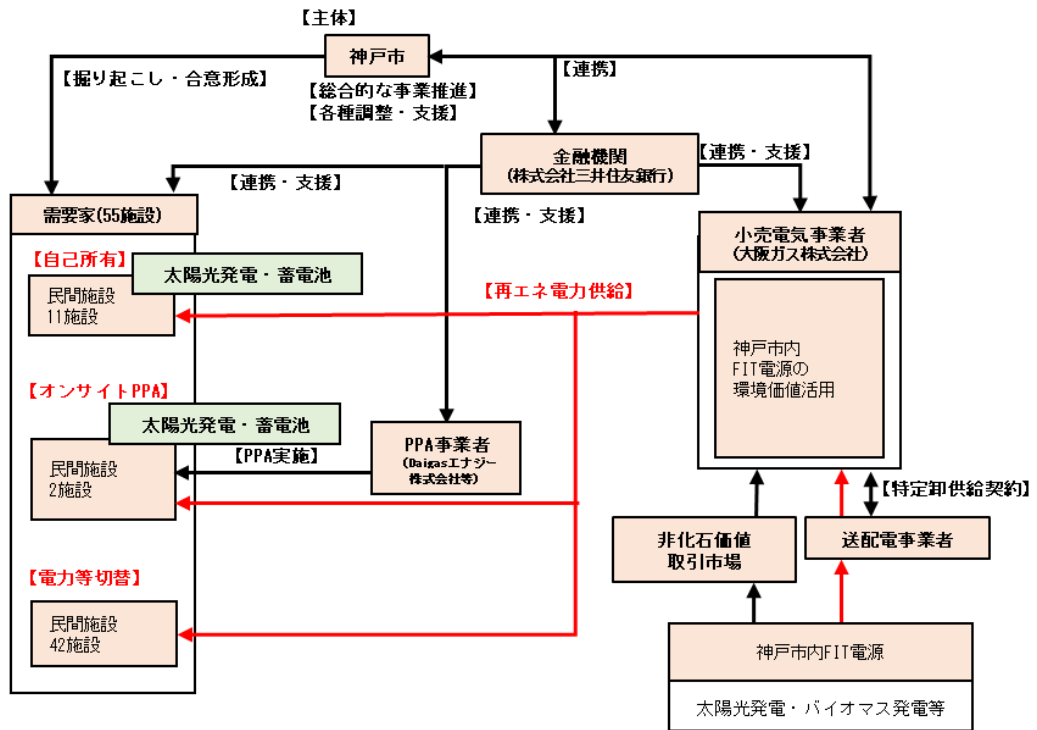 【主体】
神戸市
【掘り起こし・合意形成】
【連携】
【総合的な事業推進】
【各種調整・支援】
金融機関
(株式会社三井住友銀行)
【連携・支援】
【連携・支援】
【連携・支援】
需要家(55施設)
小売電気事業者
(大阪ガス株式会社)
【自己所有】
太陽光発電・蓄電池
民間施設
11施設
【再エネ電力供給】
神戸市内
FIT電源の
環境価値活用
【オンサイトPPA】
太陽光発電・蓄電池
民間施設
2施設
【PPA実施】
PPA事業者
(Daigasエナジー
株式会社等)
【特定卸供給契約】
非化石価値
取引市場
送配電事業者
【電力等切替】
民間施設
42施設
神戸市内FIT電源
太陽光発電・バイオマス発電等